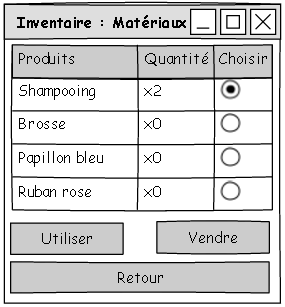 Inventaire : Matériaux
Produits Quantité Choisir
Shampooing x2
Brosse x0
Papillon bleu x0
Ruban rose x0
Utiliser Vendre
Retour